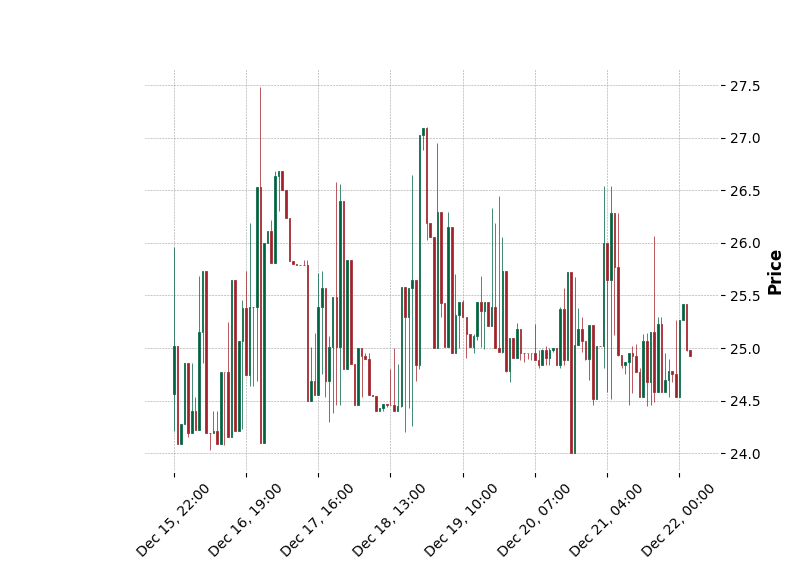 27.5
27.0
26.5
26.0
25.5
25.0
24.5
24.0
Price
Dec 15, 22:00
Dec 16, 19:00
Dec 17, 16:00
Dec 18, 13:00
Dec 19, 10:00
Dec 20, 07:00
Dec 21, 04:00
Dec 22, 00:00